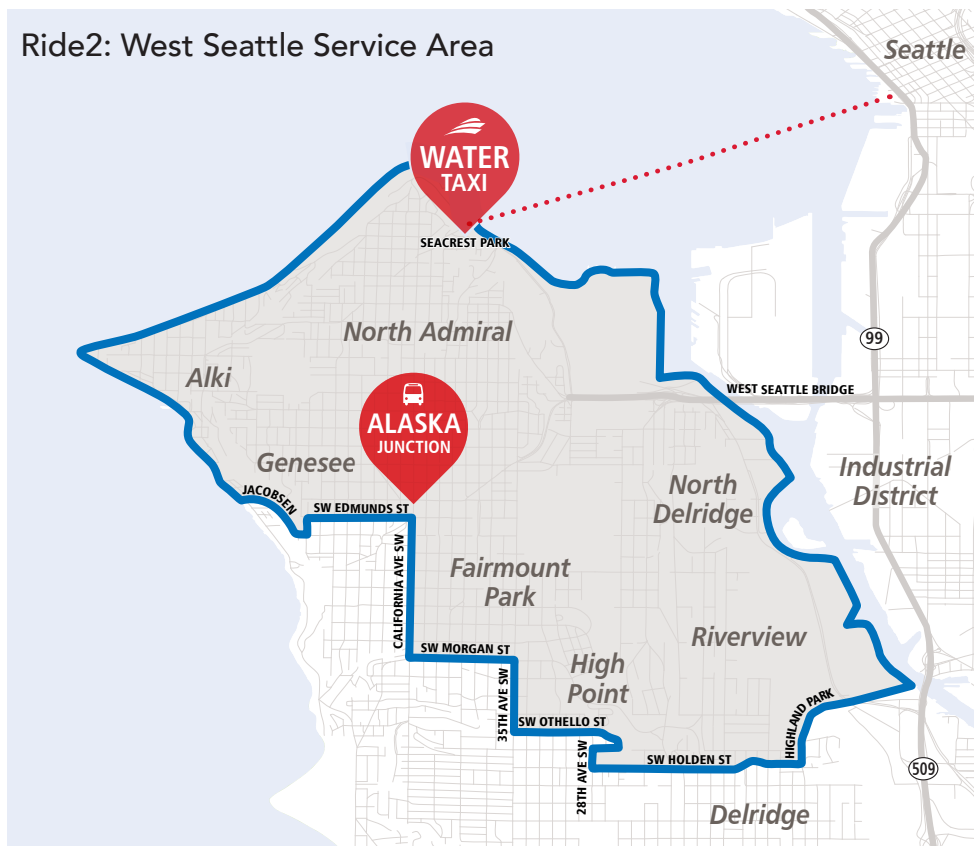 Ride2: West Seattle Service Area
Seattle
WATER
TAXI
SEACREST PARK
North Admiral
99
Alki
WEST SEATTLE BRIDGE
ALASKA
JUNCTION
Genesee
Industrial
District
JACOBSEN
North
Delridge
SW EDMUNDS ST
CALIFORNIA AVE SW
Fairmount
Park
Riverview
SW MORGAN ST
High
Point
35TH AVE SW
HIGHLAND PARK
SW OTHELLO ST
28TH AVE SW
SW HOLDEN ST
509
Delridge